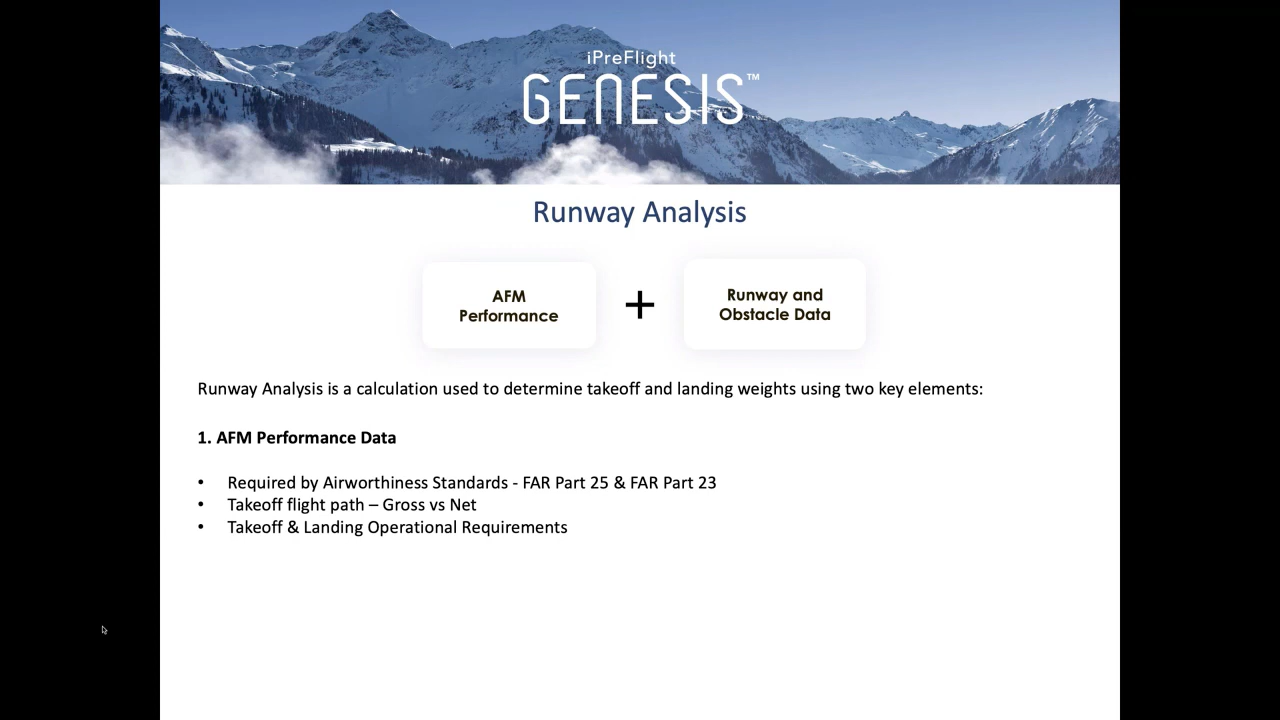 iPreFlight
GENESIS™
Runway Analysis
AFM
Performance
+
Runway and
Obstacle Data
Runway Analysis is a calculation used to determine takeoff and landing weights using two key elements:
1. AFM Performance Data
• Required by Airworthiness Standards - FAR Part 25 & FAR Part 23
• Takeoff flight path – Gross vs Net
• Takeoff & Landing Operational Requirements